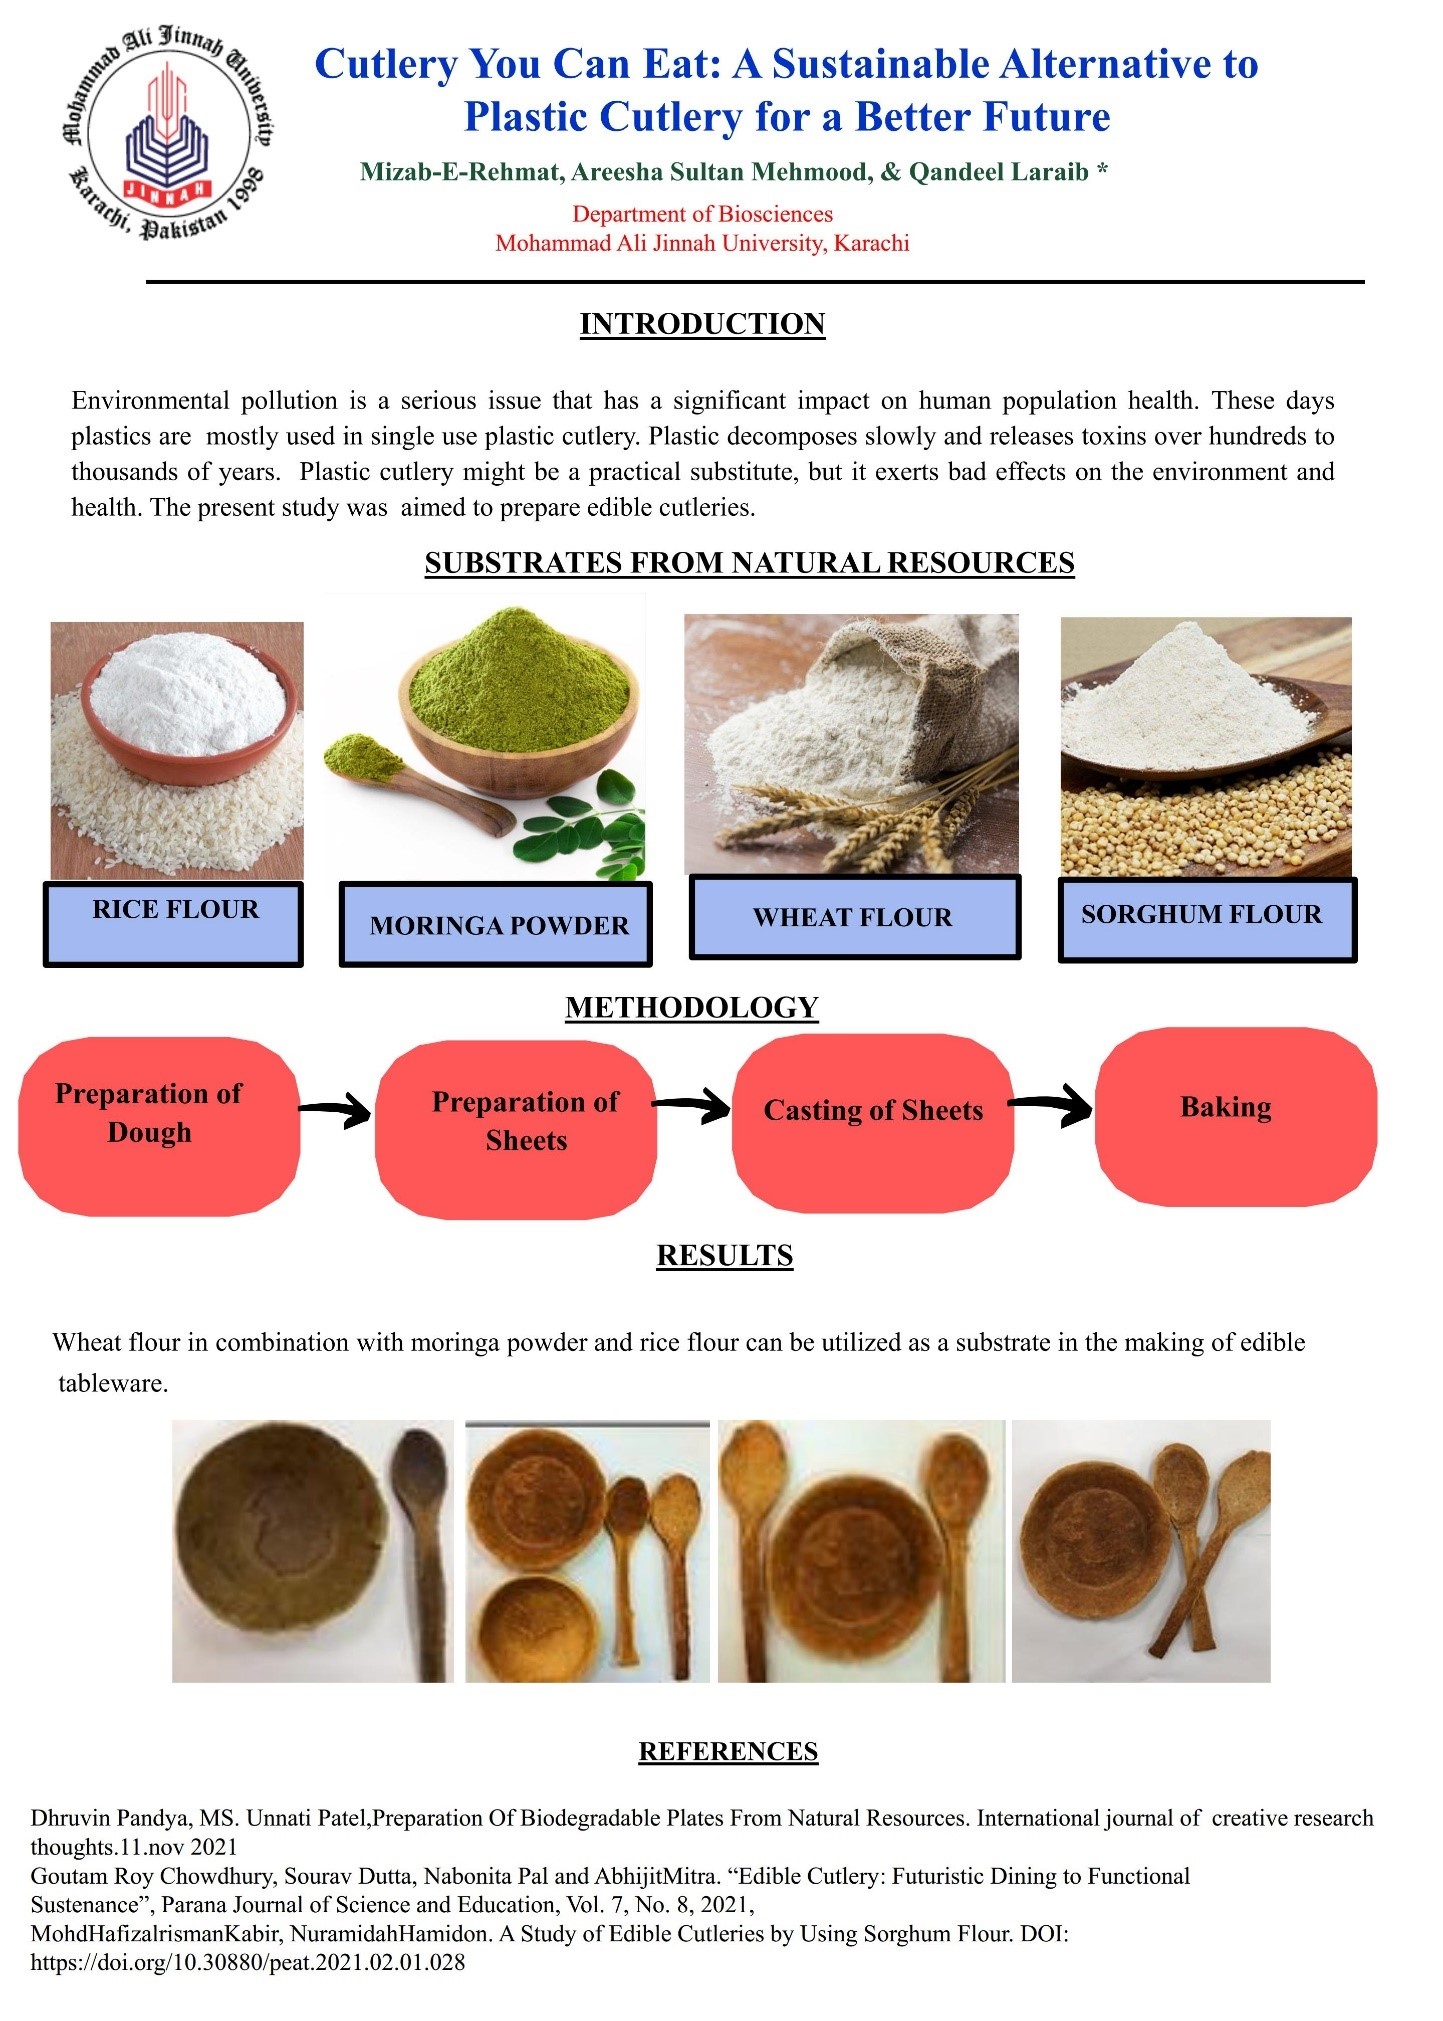 Mohammad Ali Jinnah University
Karachi, Pakistan 1998
JINNAH
Cutlery You Can Eat: A Sustainable Alternative to
Plastic Cutlery for a Better Future
Mizab-E-Rehmat, Areesha Sultan Mehmood, & Qandeel Laraib *
Department of Biosciences
Mohammad Ali Jinnah University, Karachi
INTRODUCTION
Environmental pollution is a serious issue that has a significant impact on human population health. These days
plastics are mostly used in single use plastic cutlery. Plastic decomposes slowly and releases toxins over hundreds to
thousands of years. Plastic cutlery might be a practical substitute, but it exerts bad effects on the environment and
health. The present study was aimed to prepare edible cutleries.
SUBSTRATES FROM NATURAL RESOURCES
RICE FLOUR
MORINGA POWDER
WHEAT FLOUR
SORGHUM FLOUR
METHODOLOGY
Preparation of
Dough
Preparation of
Sheets
Casting of Sheets
Baking
RESULTS
Wheat flour in combination with moringa powder and rice flour can be utilized as a substrate in the making of edible
tableware.
REFERENCES
Dhruvin Pandya, MS. Unnati Patel,Preparation Of Biodegradable Plates From Natural Resources. International journal of creative research
thoughts.11.nov 2021
Goutam Roy Chowdhury, Sourav Dutta, Nabonita Pal and AbhijitMitra. “Edible Cutlery: Futuristic Dining to Functional
Sustenance”, Parana Journal of Science and Education, Vol. 7, No. 8, 2021,
MohdHafizalrismanKabir, NuramidahHamidon. A Study of Edible Cutleries by Using Sorghum Flour. DOI:
https://doi.org/10.30880/peat.2021.02.01.028